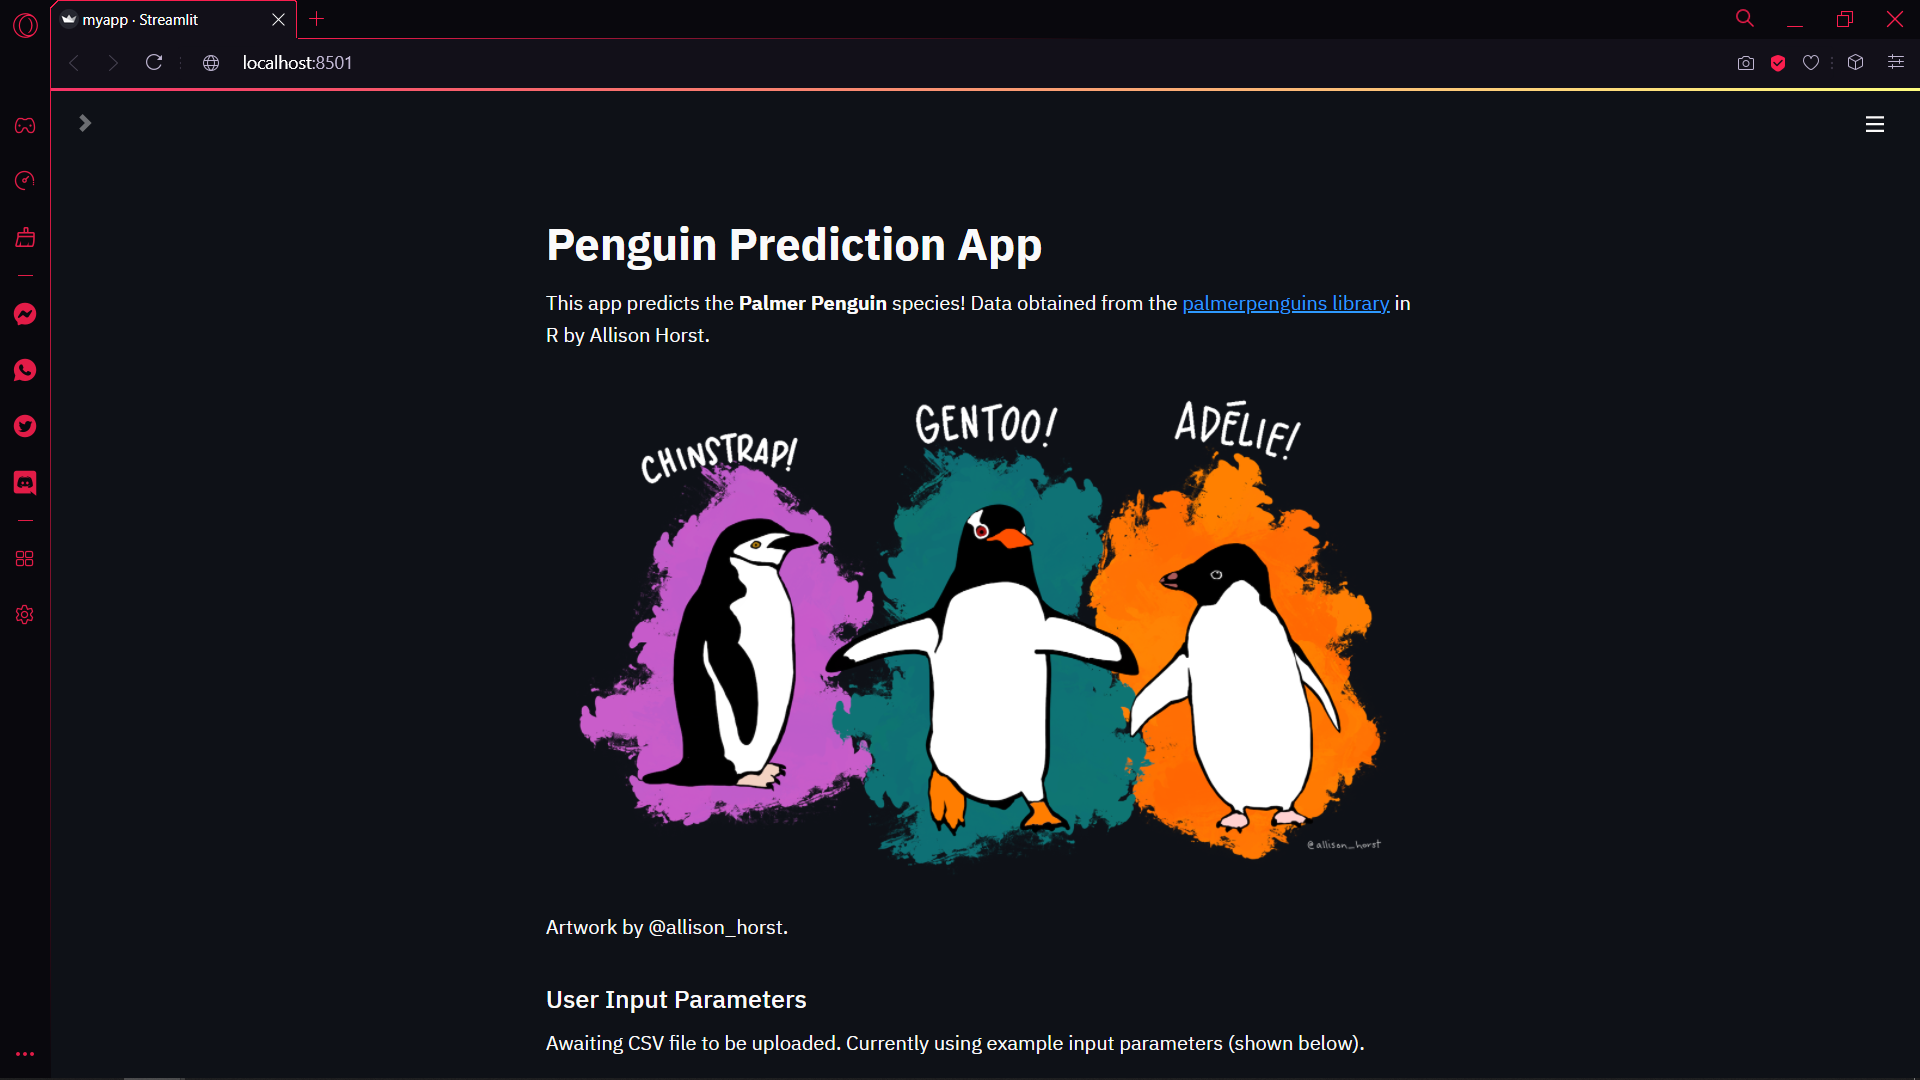 myapp · Streamlit
localhost:8501
Penguin Prediction App
This app predicts the Palmer Penguin species! Data obtained from the palmerpenguins library in
R by Allison Horst.
CHINSTRAP!
GENTOO!
ADĒLIE!
@allison_horst
Artwork by @allison_horst.
User Input Parameters
Awaiting CSV file to be uploaded. Currently using example input parameters (shown below).